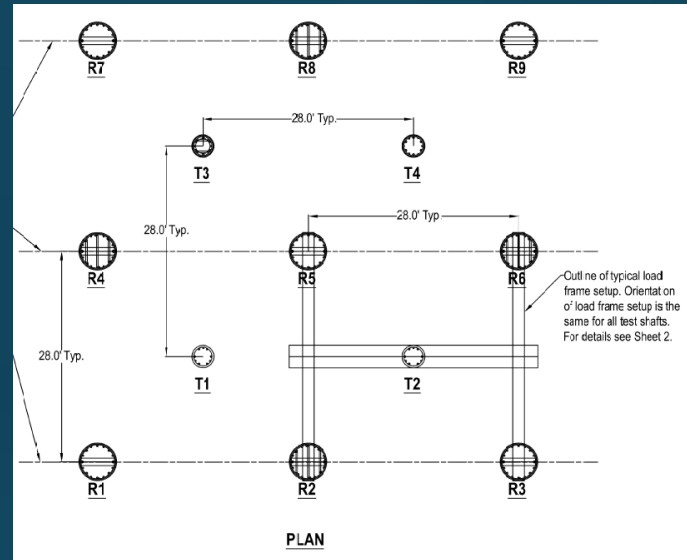 R7
R8
R9
28.0' Typ.
T3
T4
28.0' Typ.
28.0' Typ
R4
R5
R6
Outl ne of typical load
frame setup. Orientat on
of load frame setup is the
same for all test shafts.
For details see Sheet 2.
28.0' Typ.
T1
T2
R1
R2
R3
PLAN